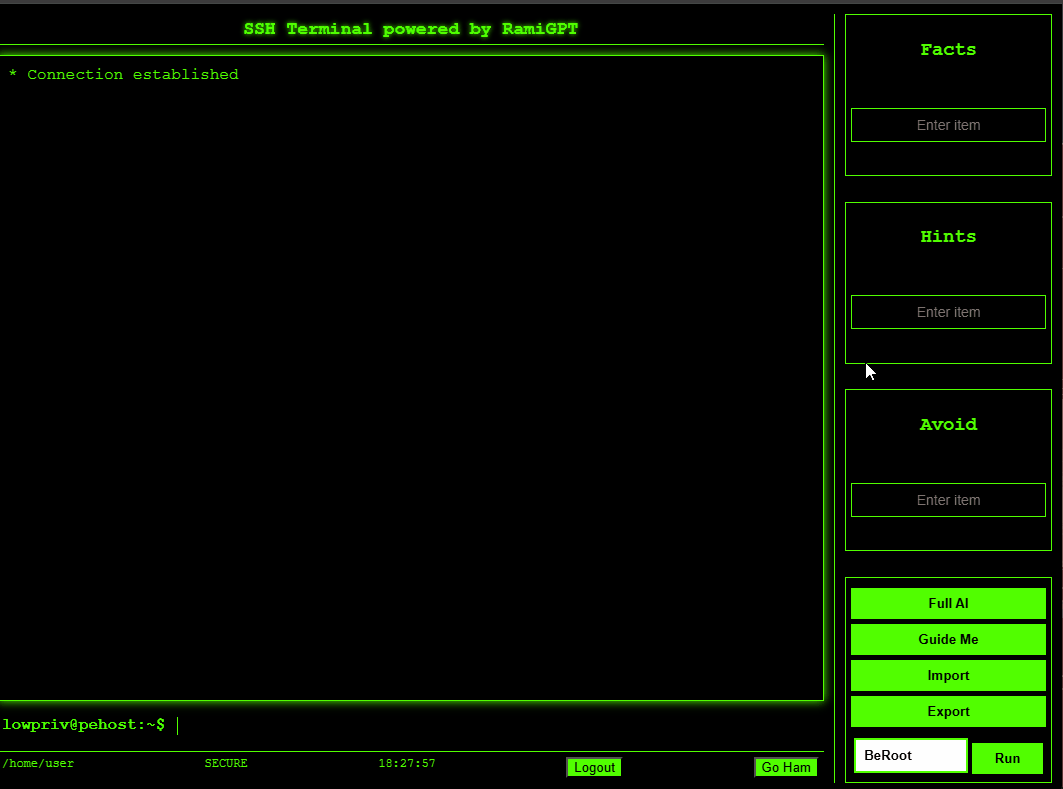 SSH Terminal powered by RamiGPT
* Connection established
lowpriv@pehost:~$
/home/user
SECURE
18:27:57
Logout
Go Ham
Facts
Enter item
Hints
Enter item
Avoid
Enter item
Full AI
Guide Me
Import
Export
BeRoot
Run